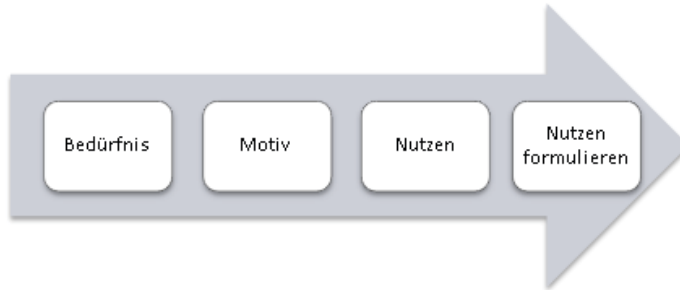 Bedürfnis
Motiv
Nutzen
Nutzen
formulieren